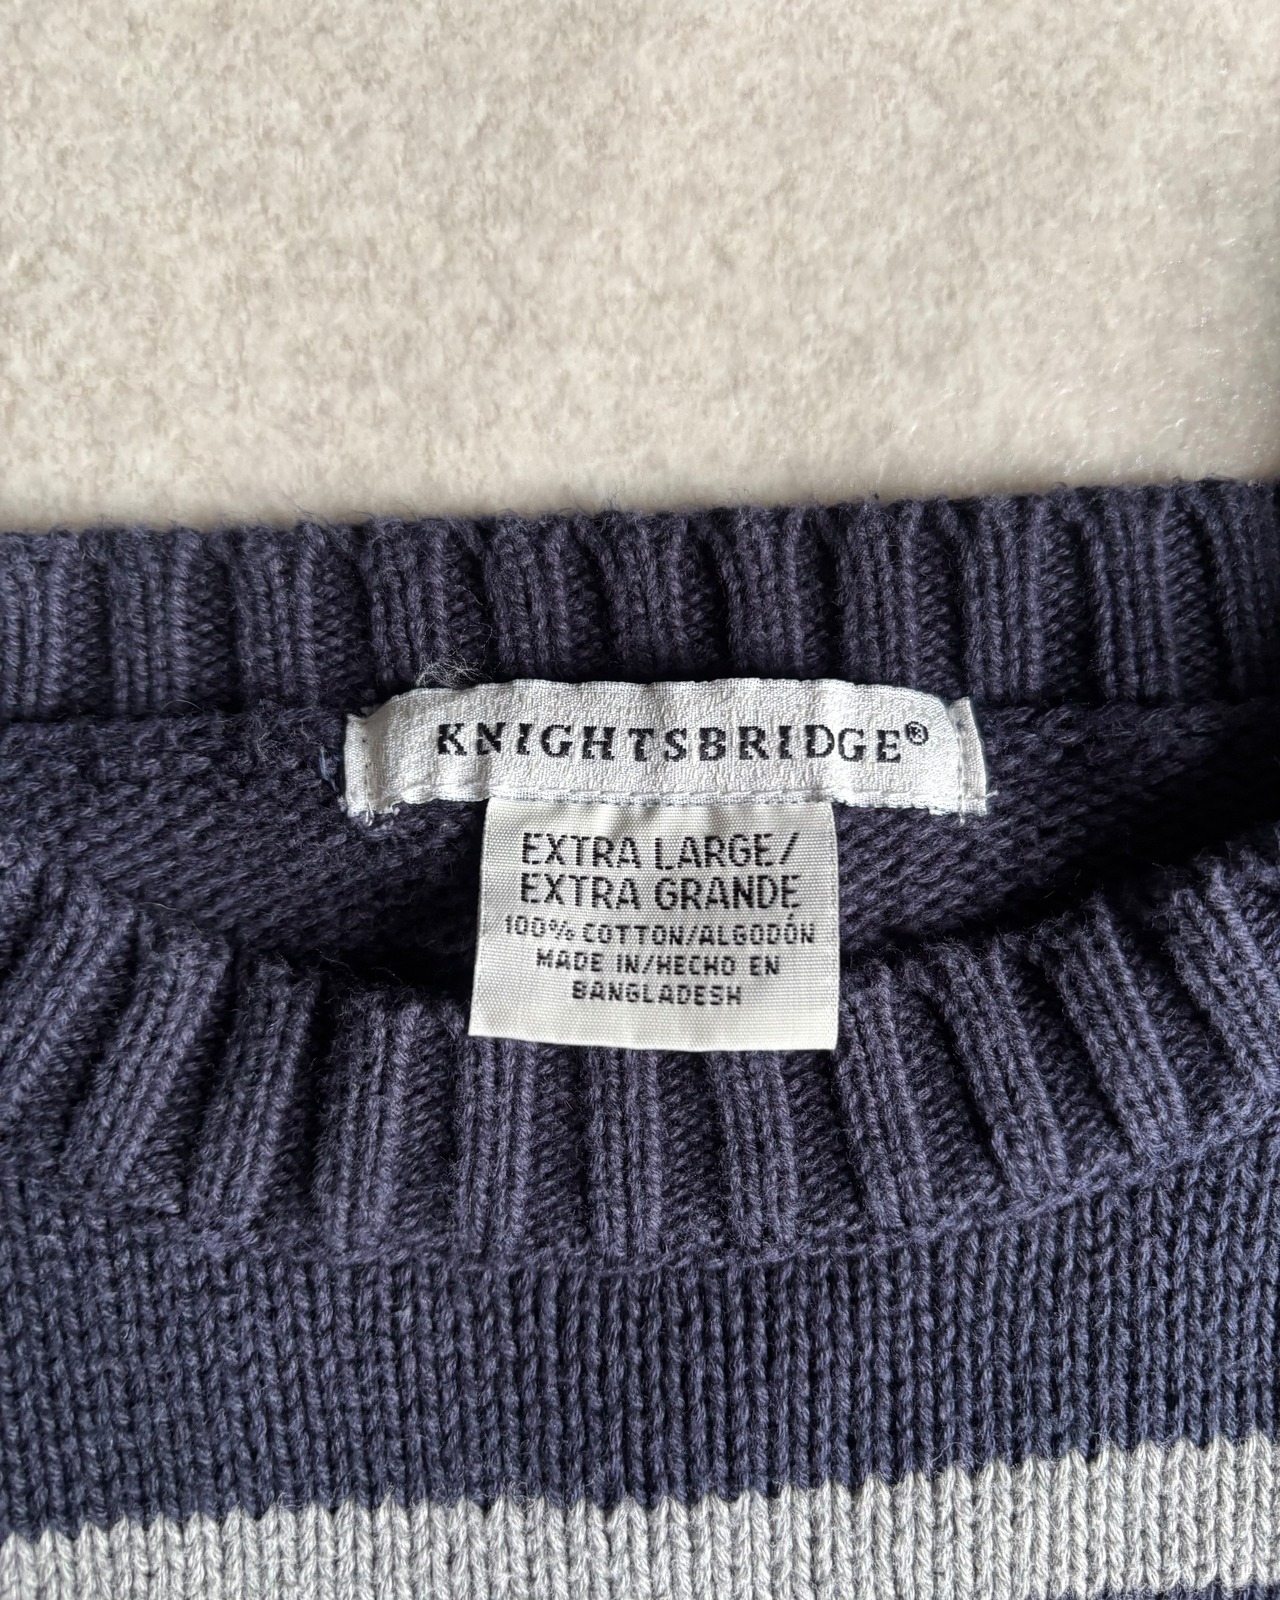 KNIGHTSBRIDGE®
EXTRA LARGE/
EXTRA GRANDE
100% COTTON/ALGODÓN
MADE IN/HECHO EN
BANGLADESH